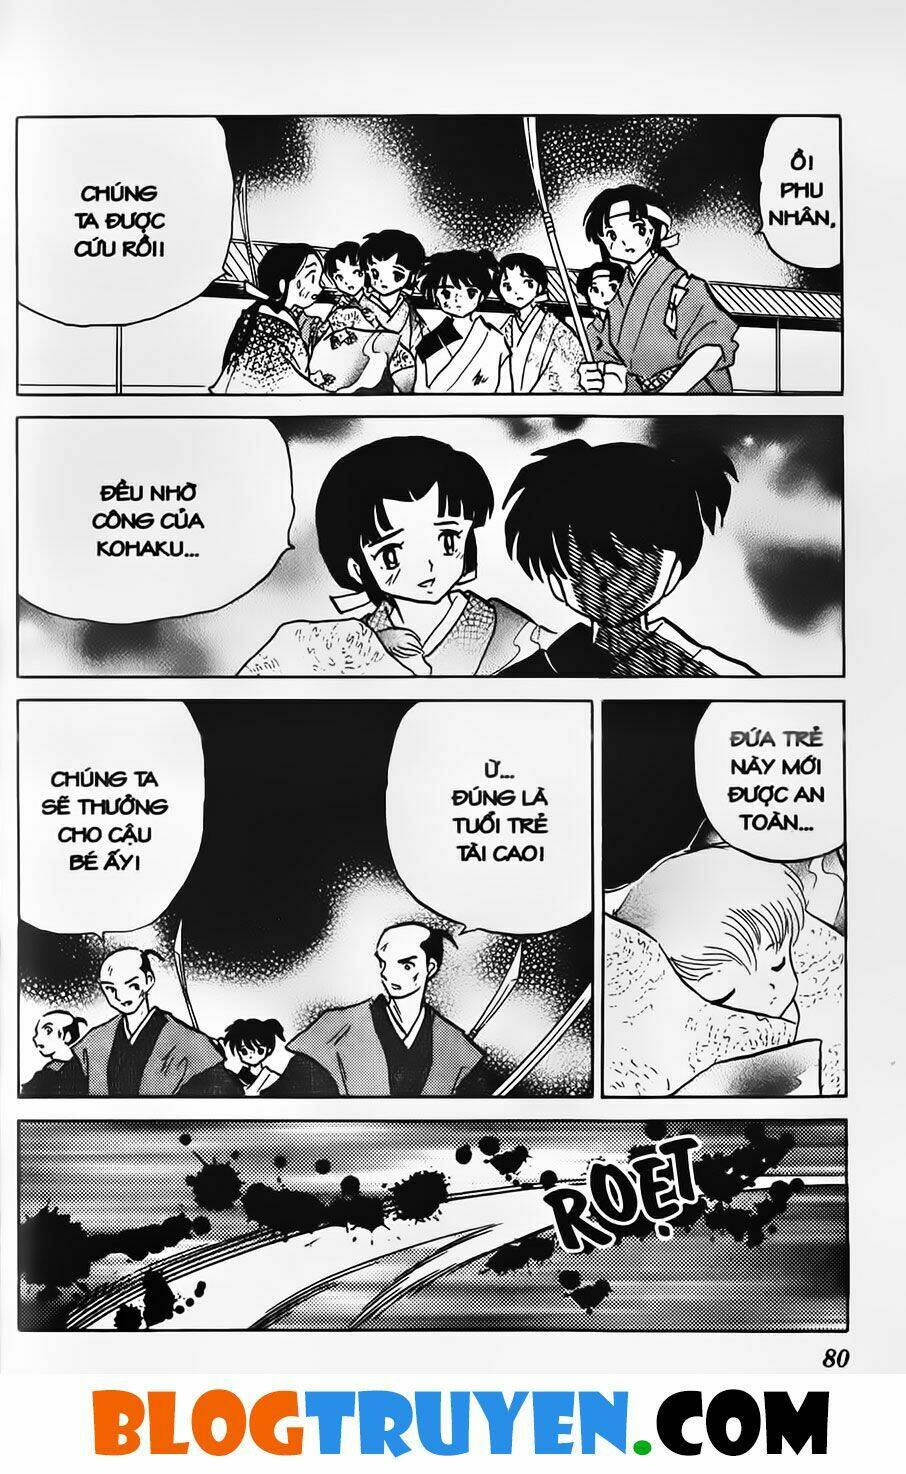 ỒI
PHU
NHÂN,
CHÚNG
TA ĐƯỢC
CỨU RỒI!
ĐỀU NHỜ
CÔNG CỦA
KOHAKU...
ĐỨA TRẺ
NÀY MỚI
ĐƯỢC AN
TOÀN...
Ừ...
ĐÚNG LÀ
TUỔI TRẺ
TÀI CAO!
CHÚNG TA
SẼ THƯỞNG
CHO CẬU
BÉ ẤY!
ROẸT
80
BLOGTRUYEN.COM